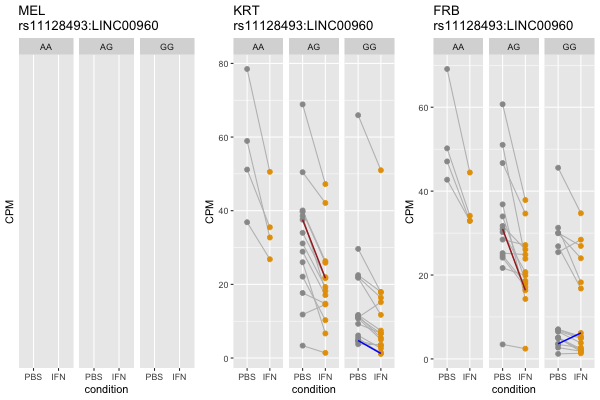 MEL
rs11128493:LINC00960
AA AG GG
CPM
PBS IFN PBS IFN PBS IFN
condition
KRT
rs11128493:LINC00960
AA AG GG
80
60
40
20
0
CPM
PBS IFN PBS IFN PBS IFN
condition
FRB
rs11128493:LINC00960
AA AG GG
60
40
20
0
CPM
PBS IFN PBS IFN PBS IFN
condition